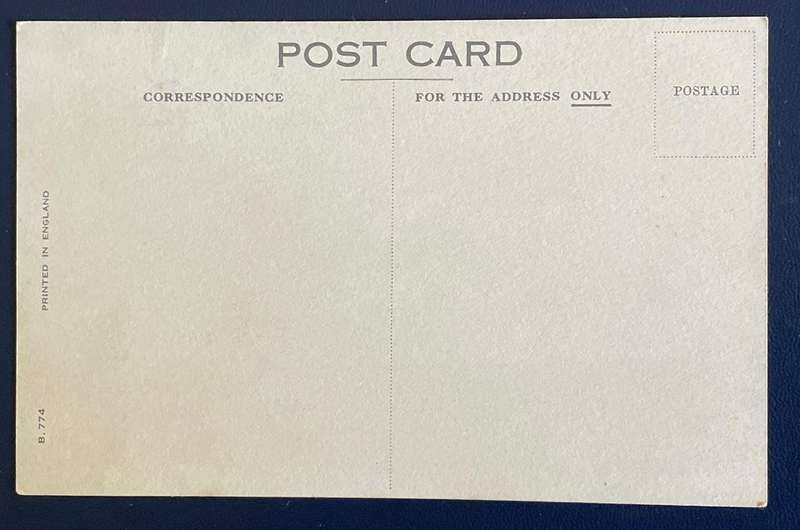 POST CARD
CORRESPONDENCE
FOR THE ADDRESS ONLY
POSTAGE
PRINTED IN ENGLAND
B. 774